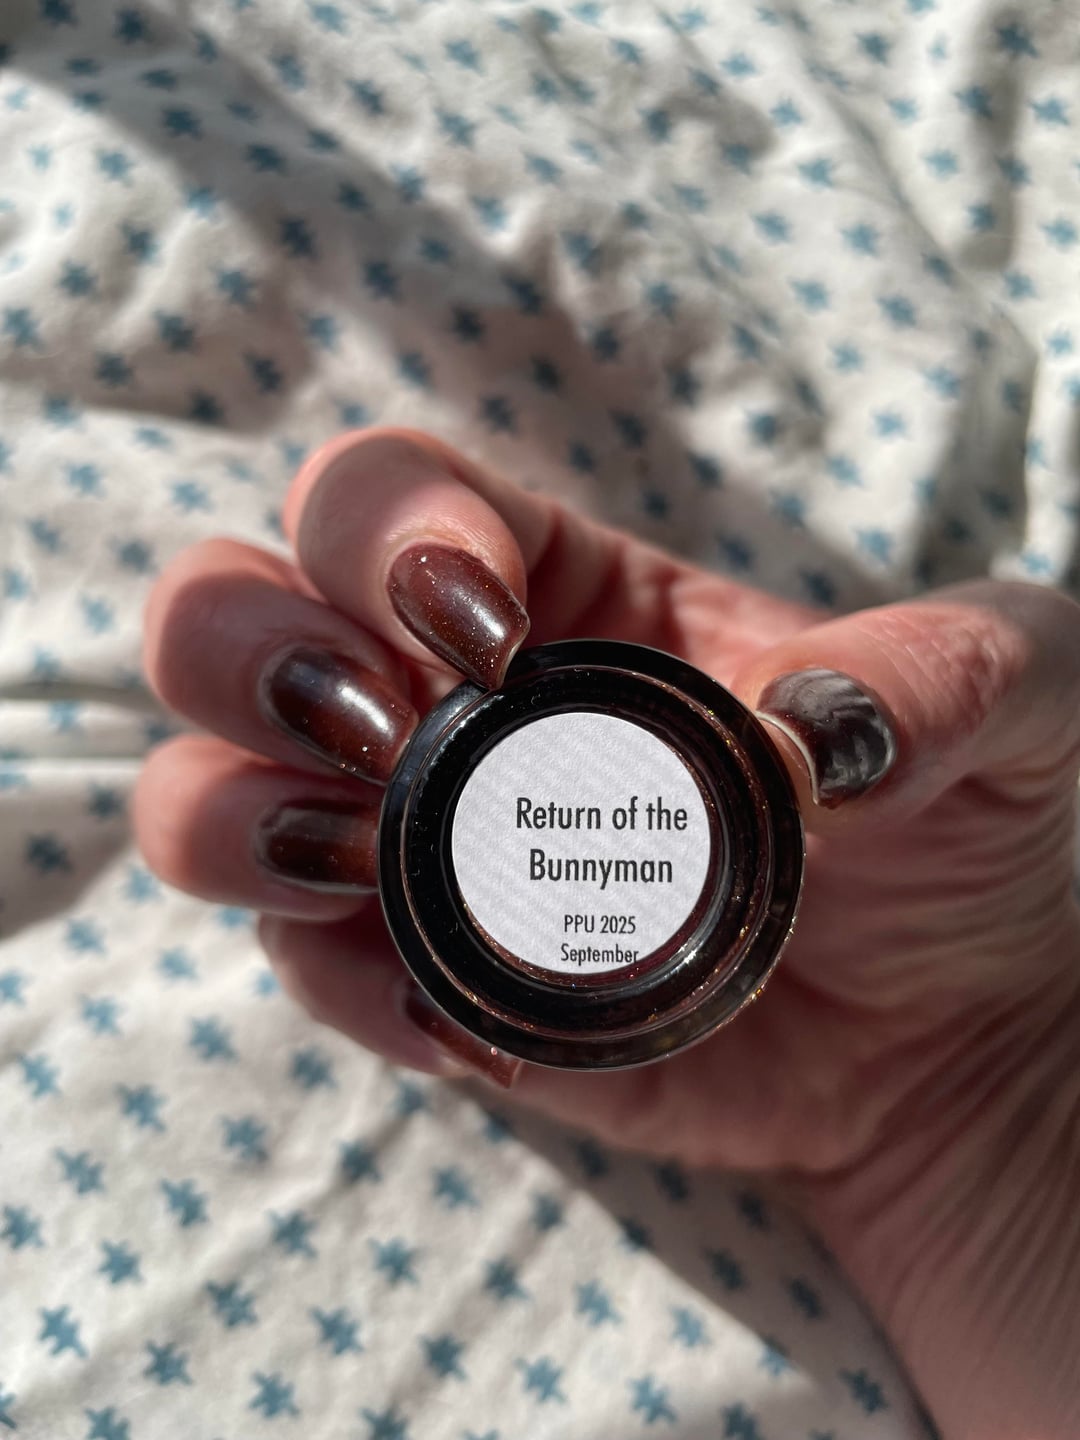 Return of the
Bunnyman
PPU 2025
September